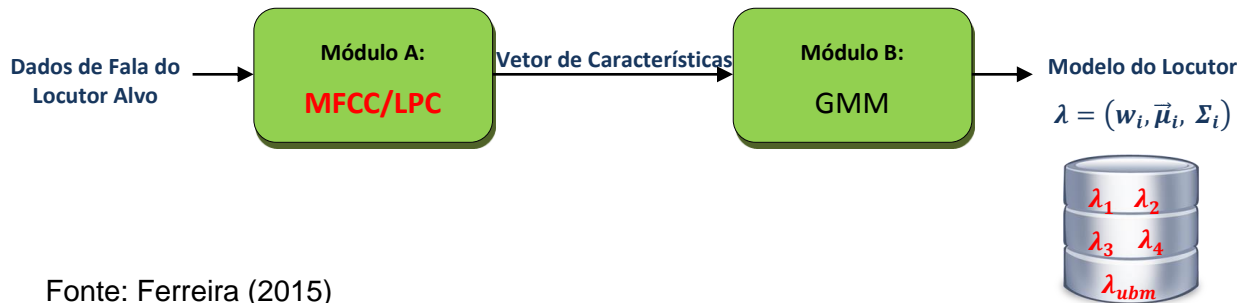 Dados de Fala do
Locutor Alvo
Módulo A:
MFCC/LPC
Vetor de Características
Módulo B:
GMM
Modelo do Locutor
λ = (wᵢ, μ⃗ᵢ, Σᵢ)
λ₁ λ₂
λ₃ λ₄
λubm
Fonte: Ferreira (2015)